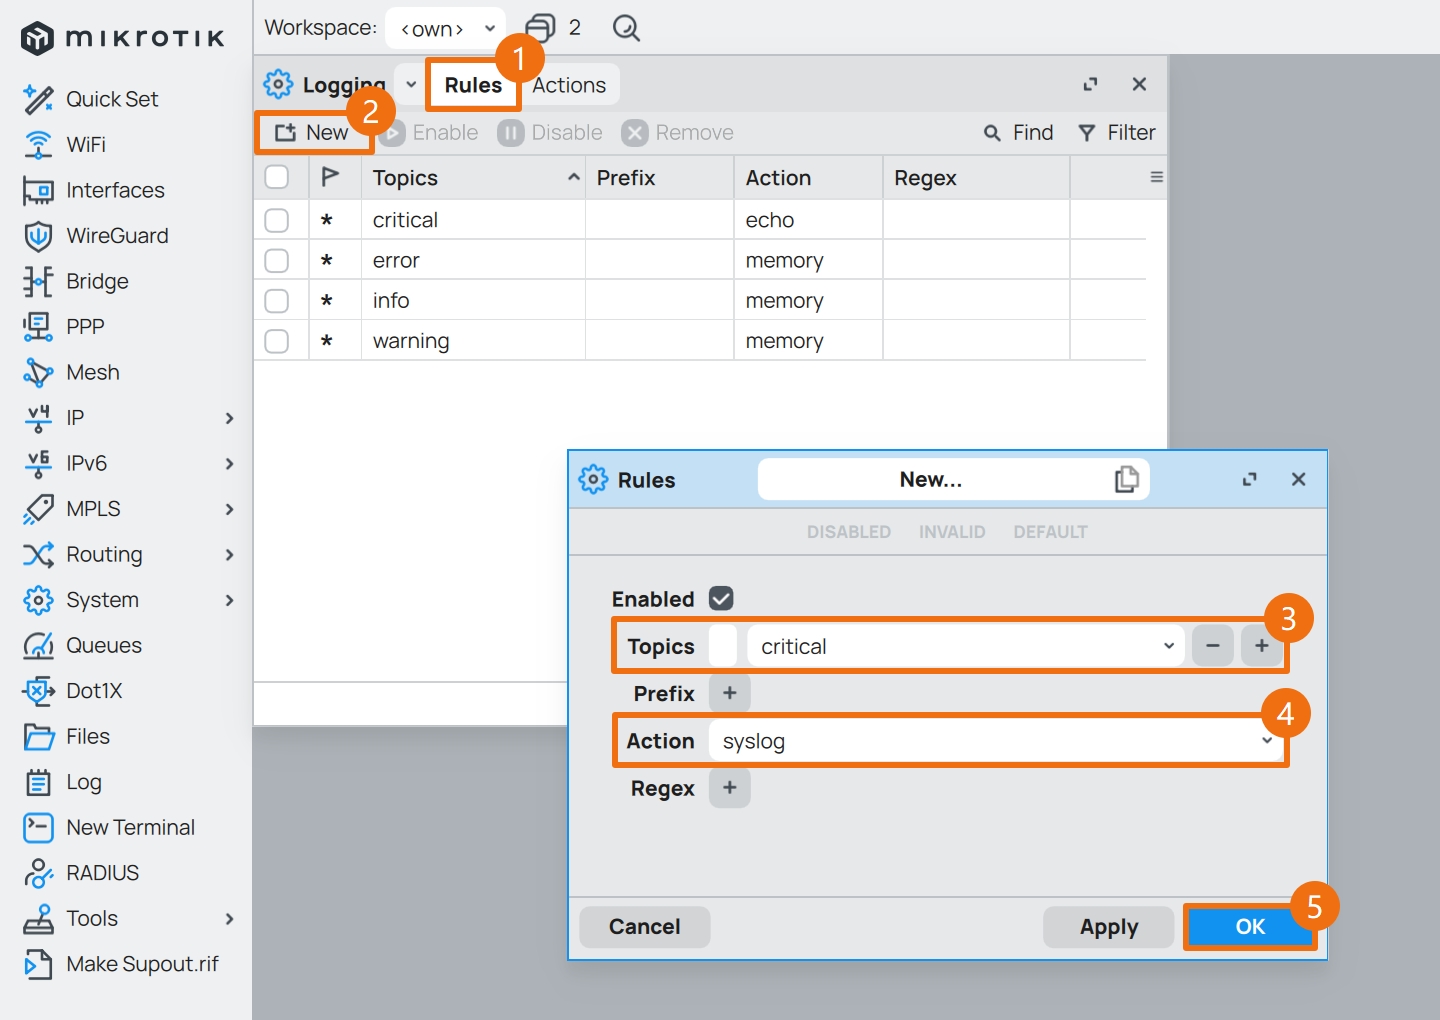 Workspace: <own> 2
mikrotik
Quick Set
WiFi
Interfaces
WireGuard
Bridge
PPP
Mesh
v4 IP
v6 IPv6
MPLS
Routing
System
Queues
Dot1X
Files
Log
New Terminal
RADIUS
Tools
Make Supout.rif
Logging Rules Actions
1
2
New Enable Disable Remove Find Filter
Topics Prefix Action Regex
* critical echo
* error memory
* info memory
* warning memory
Rules New...
DISABLED INVALID DEFAULT
Enabled
3
Topics critical - +
Prefix +
4
Action syslog
Regex +
5
Cancel Apply OK